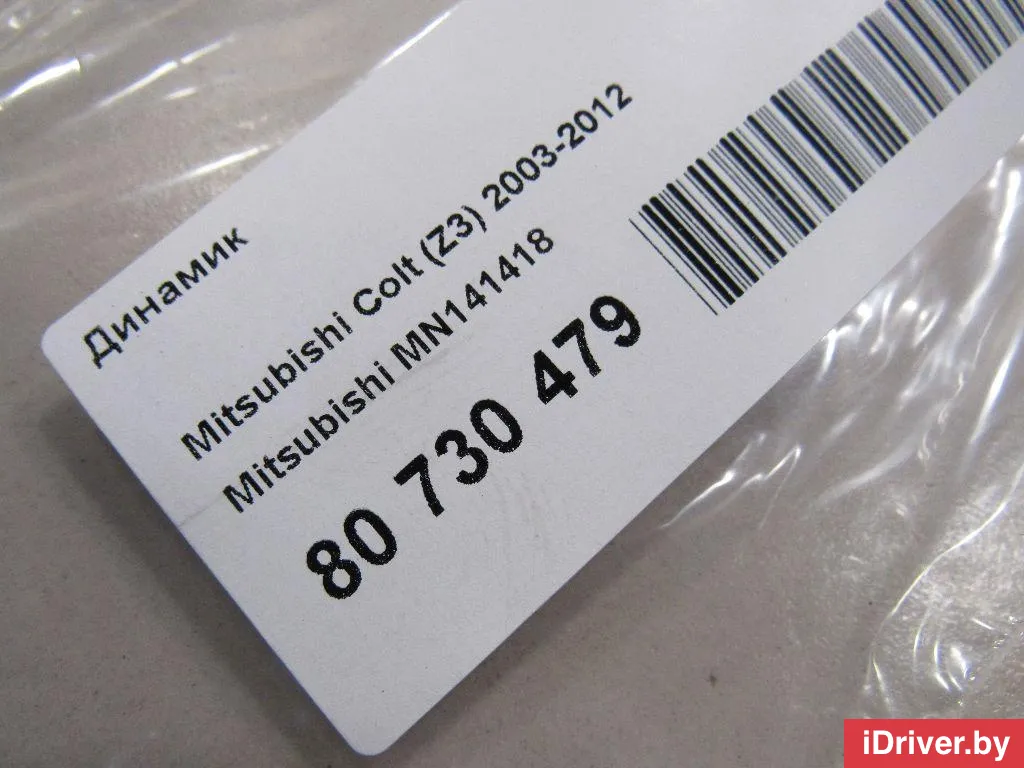 Динамик
Mitsubishi Colt (Z3) 2003-2012
Mitsubishi MN141418
80 730 479
iDriver.by